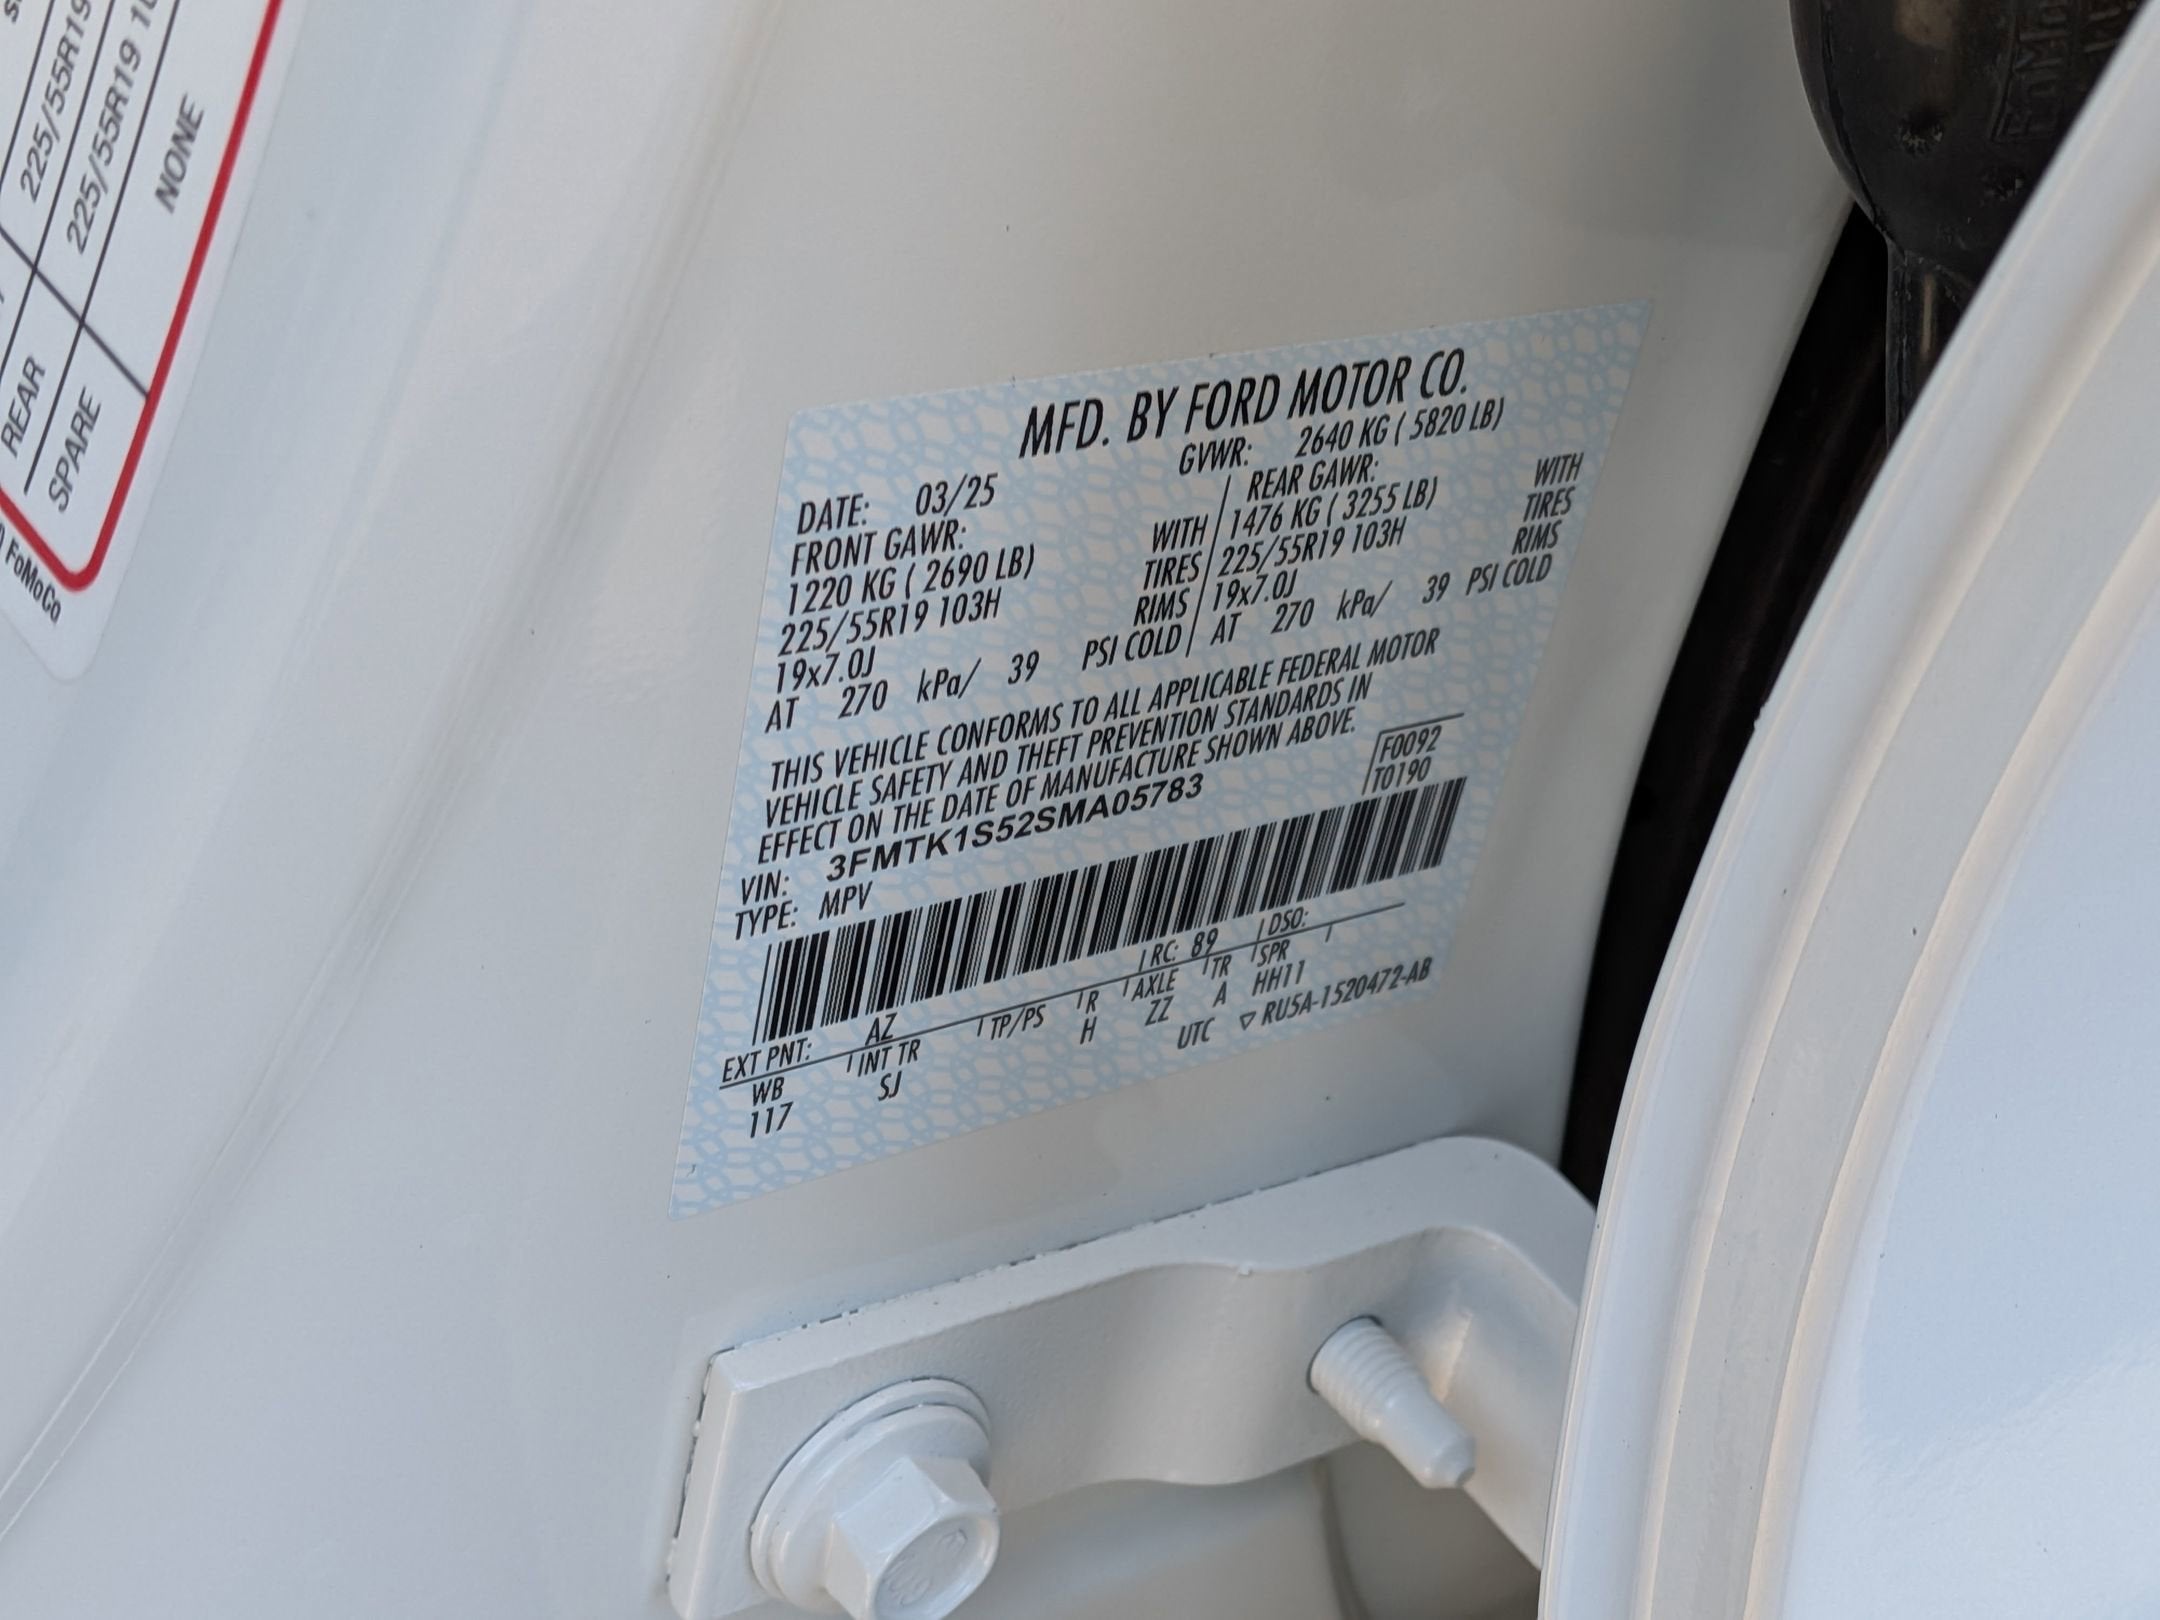 225/55R19
225/55R19 10
NONE
REAR
SPARE
FoMoCo
MFD. BY FORD MOTOR CO.
DATE: 03/25 GVWR: 2640 KG ( 5820 LB)
FRONT GAWR: REAR GAWR:
1220 KG ( 2690 LB) WITH 1476 KG ( 3255 LB) WITH
225/55R19 103H TIRES 225/55R19 103H TIRES
19x7.0J RIMS 19x7.0J RIMS
AT 270 kPa/ 39 PSI COLD AT 270 kPa/ 39 PSI COLD
THIS VEHICLE CONFORMS TO ALL APPLICABLE FEDERAL MOTOR
VEHICLE SAFETY AND THEFT PREVENTION STANDARDS IN
EFFECT ON THE DATE OF MANUFACTURE SHOWN ABOVE.
F0092
T0190
VIN: 3FMTK1S52SMA05783
TYPE: MPV
EXT PNT: AZ RC: 89 DSO:
WB INT TR TP/PS R AXLE TR SPR
117 SJ H ZZ A HH11
UTC ▽ RU5A-1520472-AB